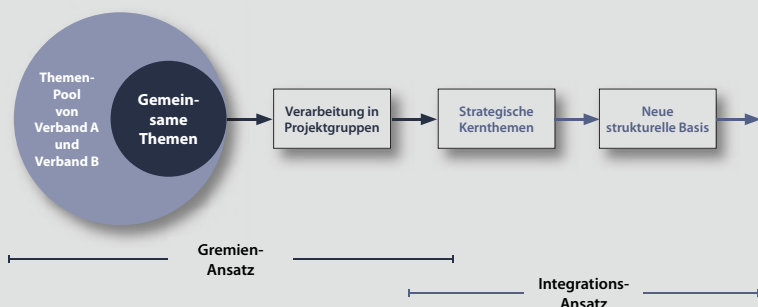 Themen-
Pool
von
Verband A
und
Verband B
Gemein-
same
Themen
Verarbeitung in
Projektgruppen
Strategische
Kernthemen
Neue
strukturelle Basis
Gremien-
Ansatz
Integrations-
Ansatz